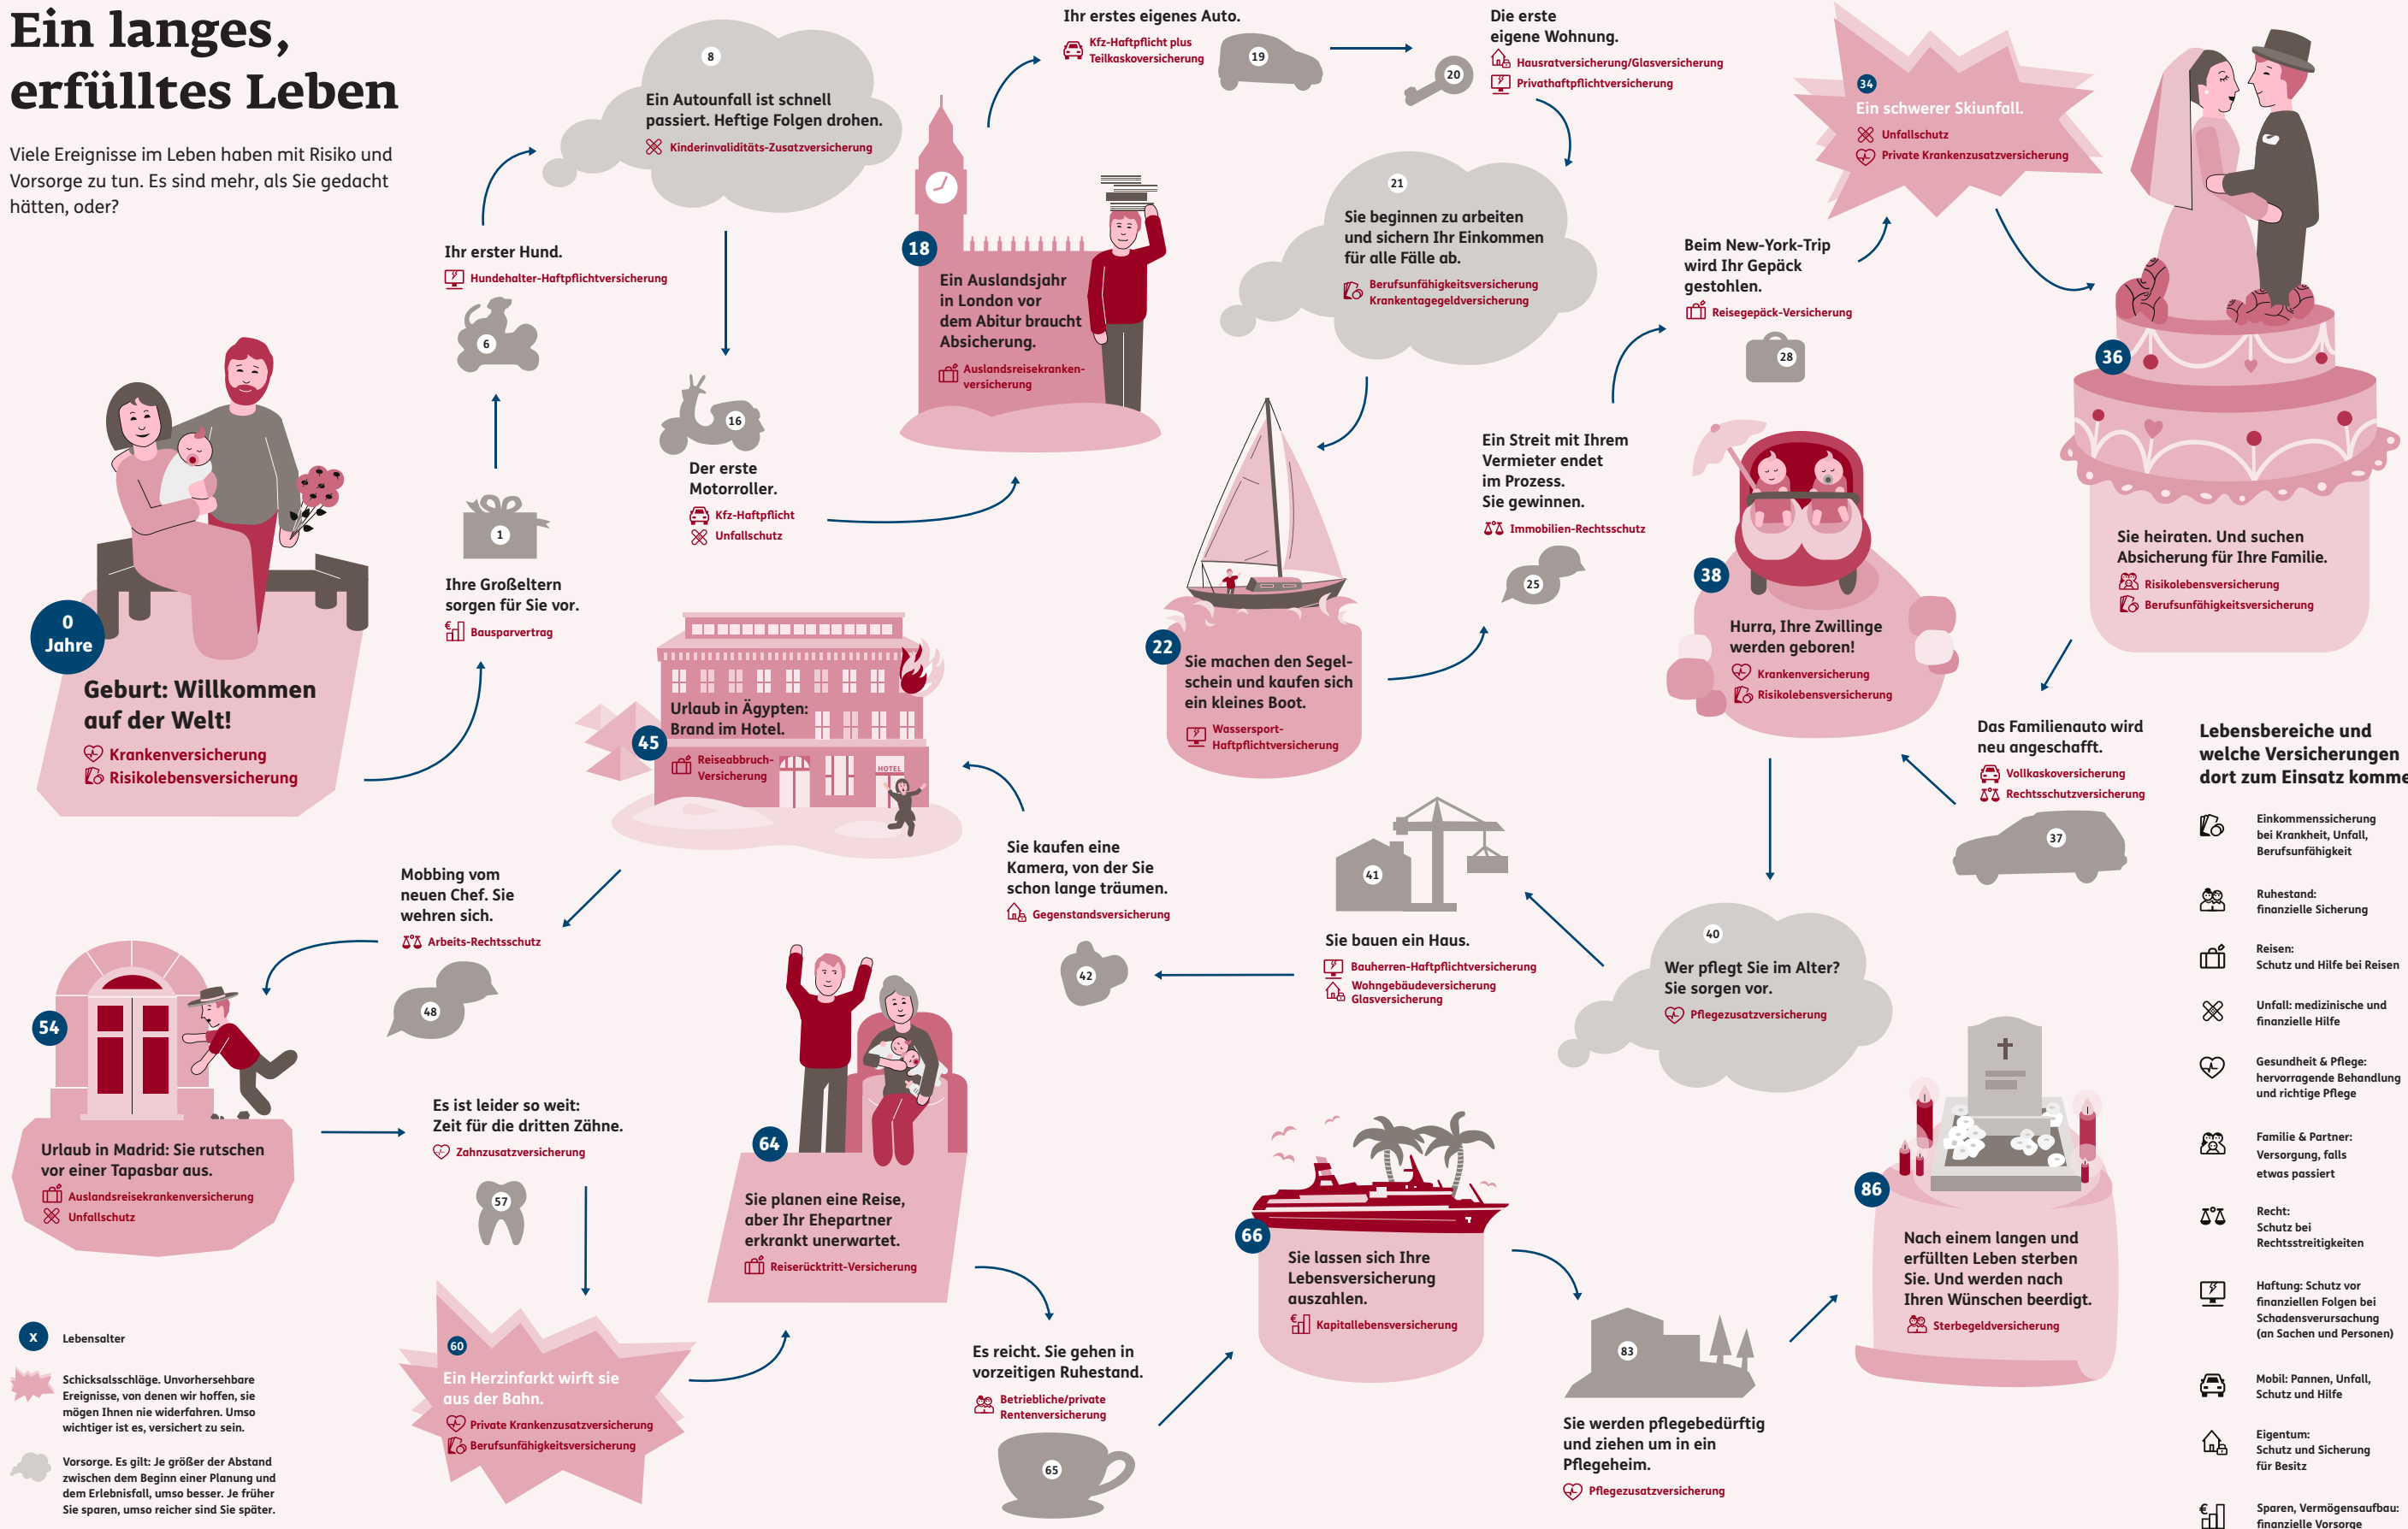 Ein langes,
erfülltes Leben
Viele Ereignisse im Leben haben mit Risiko und
Vorsorge zu tun. Es sind mehr, als Sie gedacht
hätten, oder?
0
Jahre
Geburt: Willkommen
auf der Welt!
Krankenversicherung
Risikolebensversicherung
1
Ihre Großeltern
sorgen für Sie vor.
Bausparvertrag
Ihr erster Hund.
Hundehalter-Haftpflichtversicherung
6
8
Ein Autounfall ist schnell
passiert. Heftige Folgen drohen.
Kinderinvaliditäts-Zusatzversicherung
16
Der erste
Motorroller.
Kfz-Haftpflicht
Unfallschutz
18
Ein Auslandsjahr
in London vor
dem Abitur braucht
Absicherung.
Auslandsreisekranken-
versicherung
Ihr erstes eigenes Auto.
Kfz-Haftpflicht plus
Teilkaskoversicherung
19
Die erste
eigene Wohnung.
Hausratversicherung/Glasversicherung
Privathaftpflichtversicherung
20
21
Sie beginnen zu arbeiten
und sichern Ihr Einkommen
für alle Fälle ab.
Berufsunfähigkeitsversicherung
Krankentagegeldversicherung
22
Sie machen den Segel-
schein und kaufen sich
ein kleines Boot.
Wassersport-
Haftpflichtversicherung
Ein Streit mit Ihrem
Vermieter endet
im Prozess.
Sie gewinnen.
Immobilien-Rechtsschutz
25
Beim New-York-Trip
wird Ihr Gepäck
gestohlen.
Reisegepäck-Versicherung
28
34
Ein schwerer Skiunfall.
Unfallschutz
Private Krankenzusatzversicherung
36
Sie heiraten. Und suchen
Absicherung für Ihre Familie.
Risikolebensversicherung
Berufsunfähigkeitsversicherung
Das Familienauto wird
neu angeschafft.
Vollkaskoversicherung
Rechtsschutzversicherung
37
38
Hurra, Ihre Zwillinge
werden geboren!
Krankenversicherung
Risikolebensversicherung
40
Wer pflegt Sie im Alter?
Sie sorgen vor.
Pflegezusatzversicherung
41
Sie bauen ein Haus.
Bauherren-Haftpflichtversicherung
Wohngebäudeversicherung
Glasversicherung
Sie kaufen eine
Kamera, von der Sie
schon lange träumen.
Gegenstandsversicherung
42
45
Urlaub in Ägypten:
Brand im Hotel.
Reiseabbruch-
Versicherung
HOTEL
Mobbing vom
neuen Chef. Sie
wehren sich.
Arbeits-Rechtsschutz
48
54
Urlaub in Madrid: Sie rutschen
vor einer Tapasbar aus.
Auslandsreisekrankenversicherung
Unfallschutz
Es ist leider so weit:
Zeit für die dritten Zähne.
Zahnzusatzversicherung
57
60
Ein Herzinfarkt wirft sie
aus der Bahn.
Private Krankenzusatzversicherung
Berufsunfähigkeitsversicherung
64
Sie planen eine Reise,
aber Ihr Ehepartner
erkrankt unerwartet.
Reiserücktritt-Versicherung
Es reicht. Sie gehen in
vorzeitigen Ruhestand.
Betriebliche/private
Rentenversicherung
65
66
Sie lassen sich Ihre
Lebensversicherung
auszahlen.
Kapitallebensversicherung
83
Sie werden pflegebedürftig
und ziehen um in ein
Pflegeheim.
Pflegezusatzversicherung
86
Nach einem langen und
erfüllten Leben sterben
Sie. Und werden nach
Ihren Wünschen beerdigt.
Sterbegeldversicherung
x
Lebensalter
Schicksalsschläge. Unvorhersehbare
Ereignisse, von denen wir hoffen, sie
mögen Ihnen nie widerfahren. Umso
wichtiger ist es, versichert zu sein.
Vorsorge. Es gilt: Je größer der Abstand
zwischen dem Beginn einer Planung und
dem Erlebnisfall, umso besser. Je früher
Sie sparen, umso reicher sind Sie später.
Lebensbereiche und
welche Versicherungen
dort zum Einsatz komme
Einkommenssicherung
bei Krankheit, Unfall,
Berufsunfähigkeit
Ruhestand:
finanzielle Sicherung
Reisen:
Schutz und Hilfe bei Reisen
Unfall: medizinische und
finanzielle Hilfe
Gesundheit & Pflege:
hervorragende Behandlung
und richtige Pflege
Familie & Partner:
Versorgung, falls
etwas passiert
Recht:
Schutz bei
Rechtsstreitigkeiten
Haftung: Schutz vor
finanziellen Folgen bei
Schadensverursachung
(an Sachen und Personen)
Mobil: Pannen, Unfall,
Schutz und Hilfe
Eigentum:
Schutz und Sicherung
für Besitz
Sparen, Vermögensaufbau:
finanzielle Vorsorge